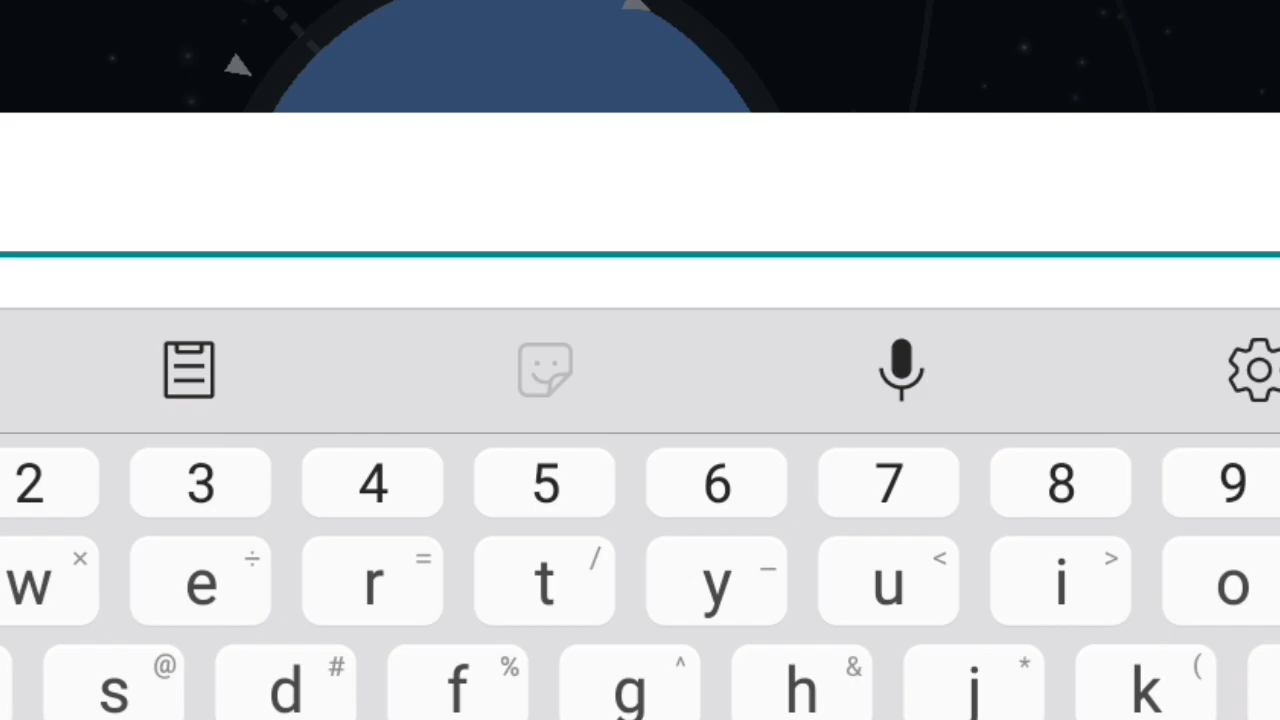 2 3 4 5 6 7 8 9
w × e ÷ r = t / y _ u < i > o
s @ d # f % g ^ h & j * k (